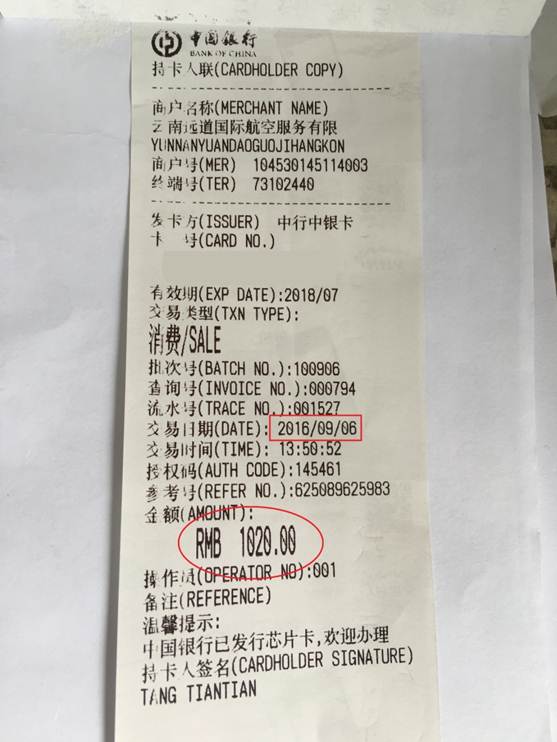 中国银行
BANK OF CHINA
持卡人联(CARDHOLDER COPY)
商户名称(MERCHANT NAME)
云南远道国际航空服务有限
YUNNANYUANDAOGUOJIHANGKON
商户号(MER) 104530145114003
终端号(TER) 73102440
发卡方(ISSUER) 中行中银卡
卡 号(CARD NO.)
有效期(EXP DATE):2018/07
交易类型(TXN TYPE):
消费/SALE
批次号(BATCH NO.):100906
查询号(INVOICE NO.):000794
流水号(TRACE NO.):001527
交易日期(DATE): 2016/09/06
交易时间(TIME): 13:50:52
授权码(AUTH CODE):145461
参考号(REFER NO.):625089625983
金额(AMOUNT):
RMB 1020.00
操作员(OPERATOR NO):001
备注(REFERENCE)
温馨提示:
中国银行已发行芯片卡,欢迎办理
持卡人签名(CARDHOLDER SIGNATURE)
TANG TIANTIAN